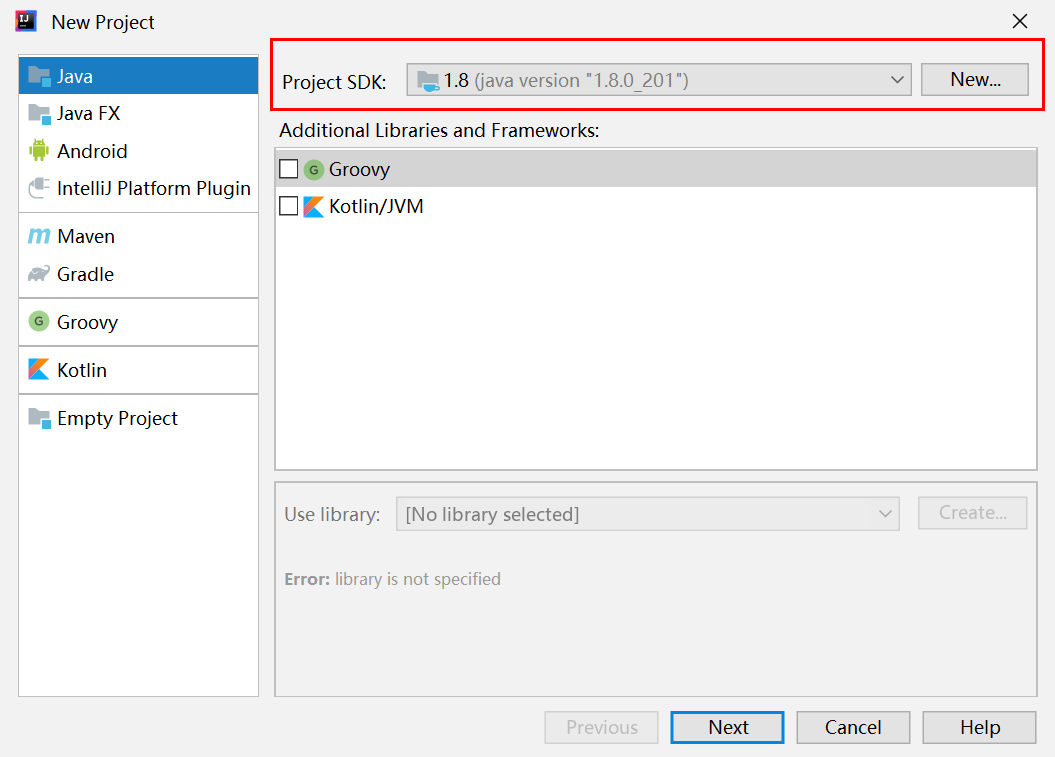 New Project
Java
Java FX
Android
IntelliJ Platform Plugin
Maven
Gradle
Groovy
Kotlin
Empty Project
Project SDK: 1.8 (java version "1.8.0_201") New...
Additional Libraries and Frameworks:
Groovy
Kotlin/JVM
Use library: [No library selected] Create...
Error: library is not specified
Previous Next Cancel Help